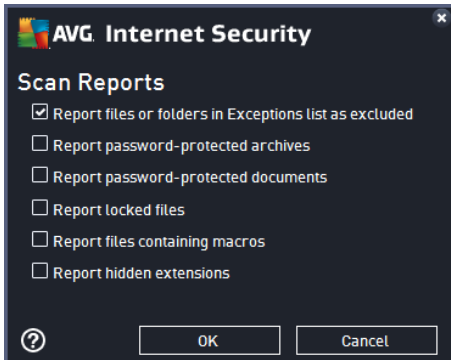 AVG. Internet Security
Scan Reports
Report files or folders in Exceptions list as excluded
Report password-protected archives
Report password-protected documents
Report locked files
Report files containing macros
Report hidden extensions
? OK Cancel